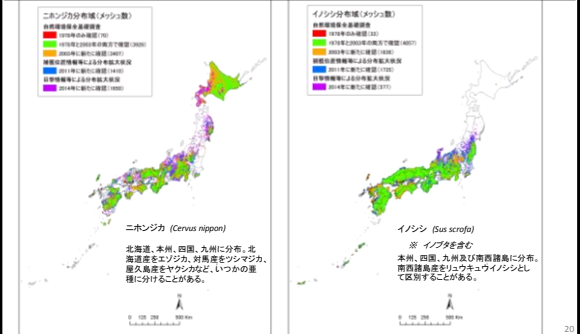 ニホンジカ分布域(メッシュ数)
自然環境保全基礎調査
1978年のみ確認(70)
1978年と2003年の両方で確認(3926)
2003年に新たに確認(3401)
捕獲位置情報等による分布拡大状況
2011年に新たに確認(1410)
目撃情報等による分布拡大状況
2014年に新たに確認
ニホンジカ (Cervus nippon)
北海道、本州、四国、九州に分布。北
海道産をエゾジカ、対馬産をツシマジカ、
屋久島産をヤクシカなど、いつかの亜
種に分けることがある。
N
0 125 250 500 Km
イノシシ分布域(メッシュ数)
自然環境保全基礎調査
1978年のみ確認(33)
1978年と2003年の両方で確認(4857)
2003年に新たに確認
捕獲位置情報等による分布拡大状況
2011年に新たに確認
目撃情報等による分布拡大状況
2014年に新たに確認(377)
イノシシ (Sus scrofa)
※ イノブタを含む
本州、四国、九州及び南西諸島に分布。
南西諸島産をリュウキュウイノシシとし
て区別することがある。
N
0 125 250 500 Km
20